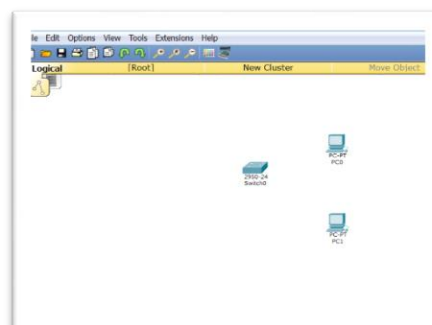 le Edit Options View Tools Extensions Help
Logical [Root] New Cluster Move Object
PC-PT
PC0
2950-24
Switch0
PC-PT
PC1